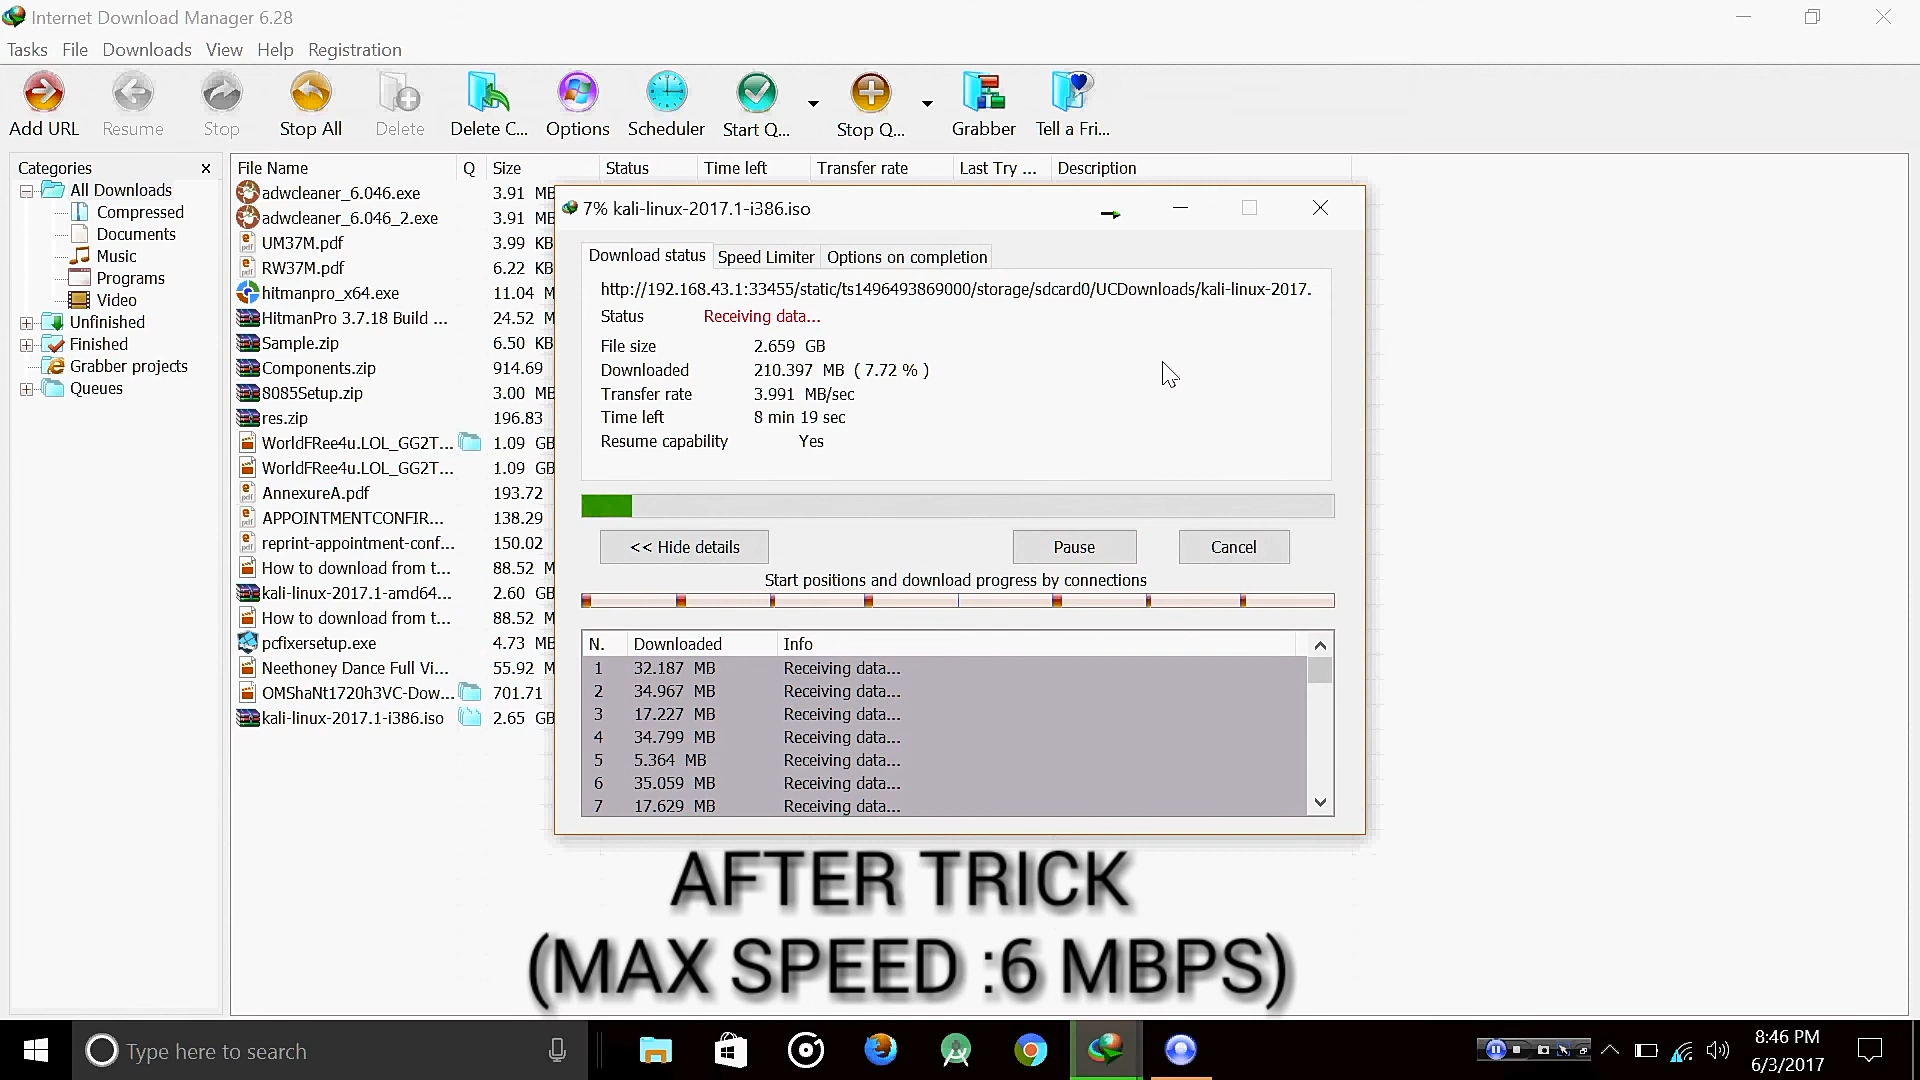 Internet Download Manager 6.28
Tasks File Downloads View Help Registration
Add URL Resume Stop Stop All Delete Delete C... Options Scheduler Start Q... Stop Q... Grabber Tell a Fri...
Categories
All Downloads
Compressed
Documents
Music
Programs
Video
Unfinished
Finished
Grabber projects
Queues
File Name Q Size Status Time left Transfer rate Last Try ... Description
adwcleaner_6.046.exe 3.91 MB
adwcleaner_6.046_2.exe 3.91 MB
UM37M.pdf 3.99 KB
RW37M.pdf 6.22 KB
hitmanpro_x64.exe 11.04 M
HitmanPro 3.7.18 Build ... 24.52 M
Sample.zip 6.50 KB
Components.zip 914.69
8085Setup.zip 3.00 MB
res.zip 196.83
WorldFRee4u.LOL_GG2T... 1.09 GB
WorldFRee4u.LOL_GG2T... 1.09 GB
AnnexureA.pdf 193.72
APPOINTMENTCONFIR... 138.29
reprint-appointment-conf... 150.02
How to download from t... 88.52 M
kali-linux-2017.1-amd64... 2.60 GB
How to download from t... 88.52 M
pcfixersetup.exe 4.73 MB
Neethoney Dance Full Vi... 55.92 M
OMShaNt1720h3VC-Dow... 701.71
kali-linux-2017.1-i386.iso 2.65 GB
7% kali-linux-2017.1-i386.iso
Download status Speed Limiter Options on completion
http://192.168.43.1:33455/static/ts1496493869000/storage/sdcard0/UCDownloads/kali-linux-2017.
Status Receiving data...
File size 2.659 GB
Downloaded 210.397 MB ( 7.72 % )
Transfer rate 3.991 MB/sec
Time left 8 min 19 sec
Resume capability Yes
<< Hide details Pause Cancel
Start positions and download progress by connections
N. Downloaded Info
1 32.187 MB Receiving data...
2 34.967 MB Receiving data...
3 17.227 MB Receiving data...
4 34.799 MB Receiving data...
5 5.364 MB Receiving data...
6 35.059 MB Receiving data...
7 17.629 MB Receiving data...
AFTER TRICK
(MAX SPEED :6 MBPS)
Type here to search
8:46 PM
6/3/2017